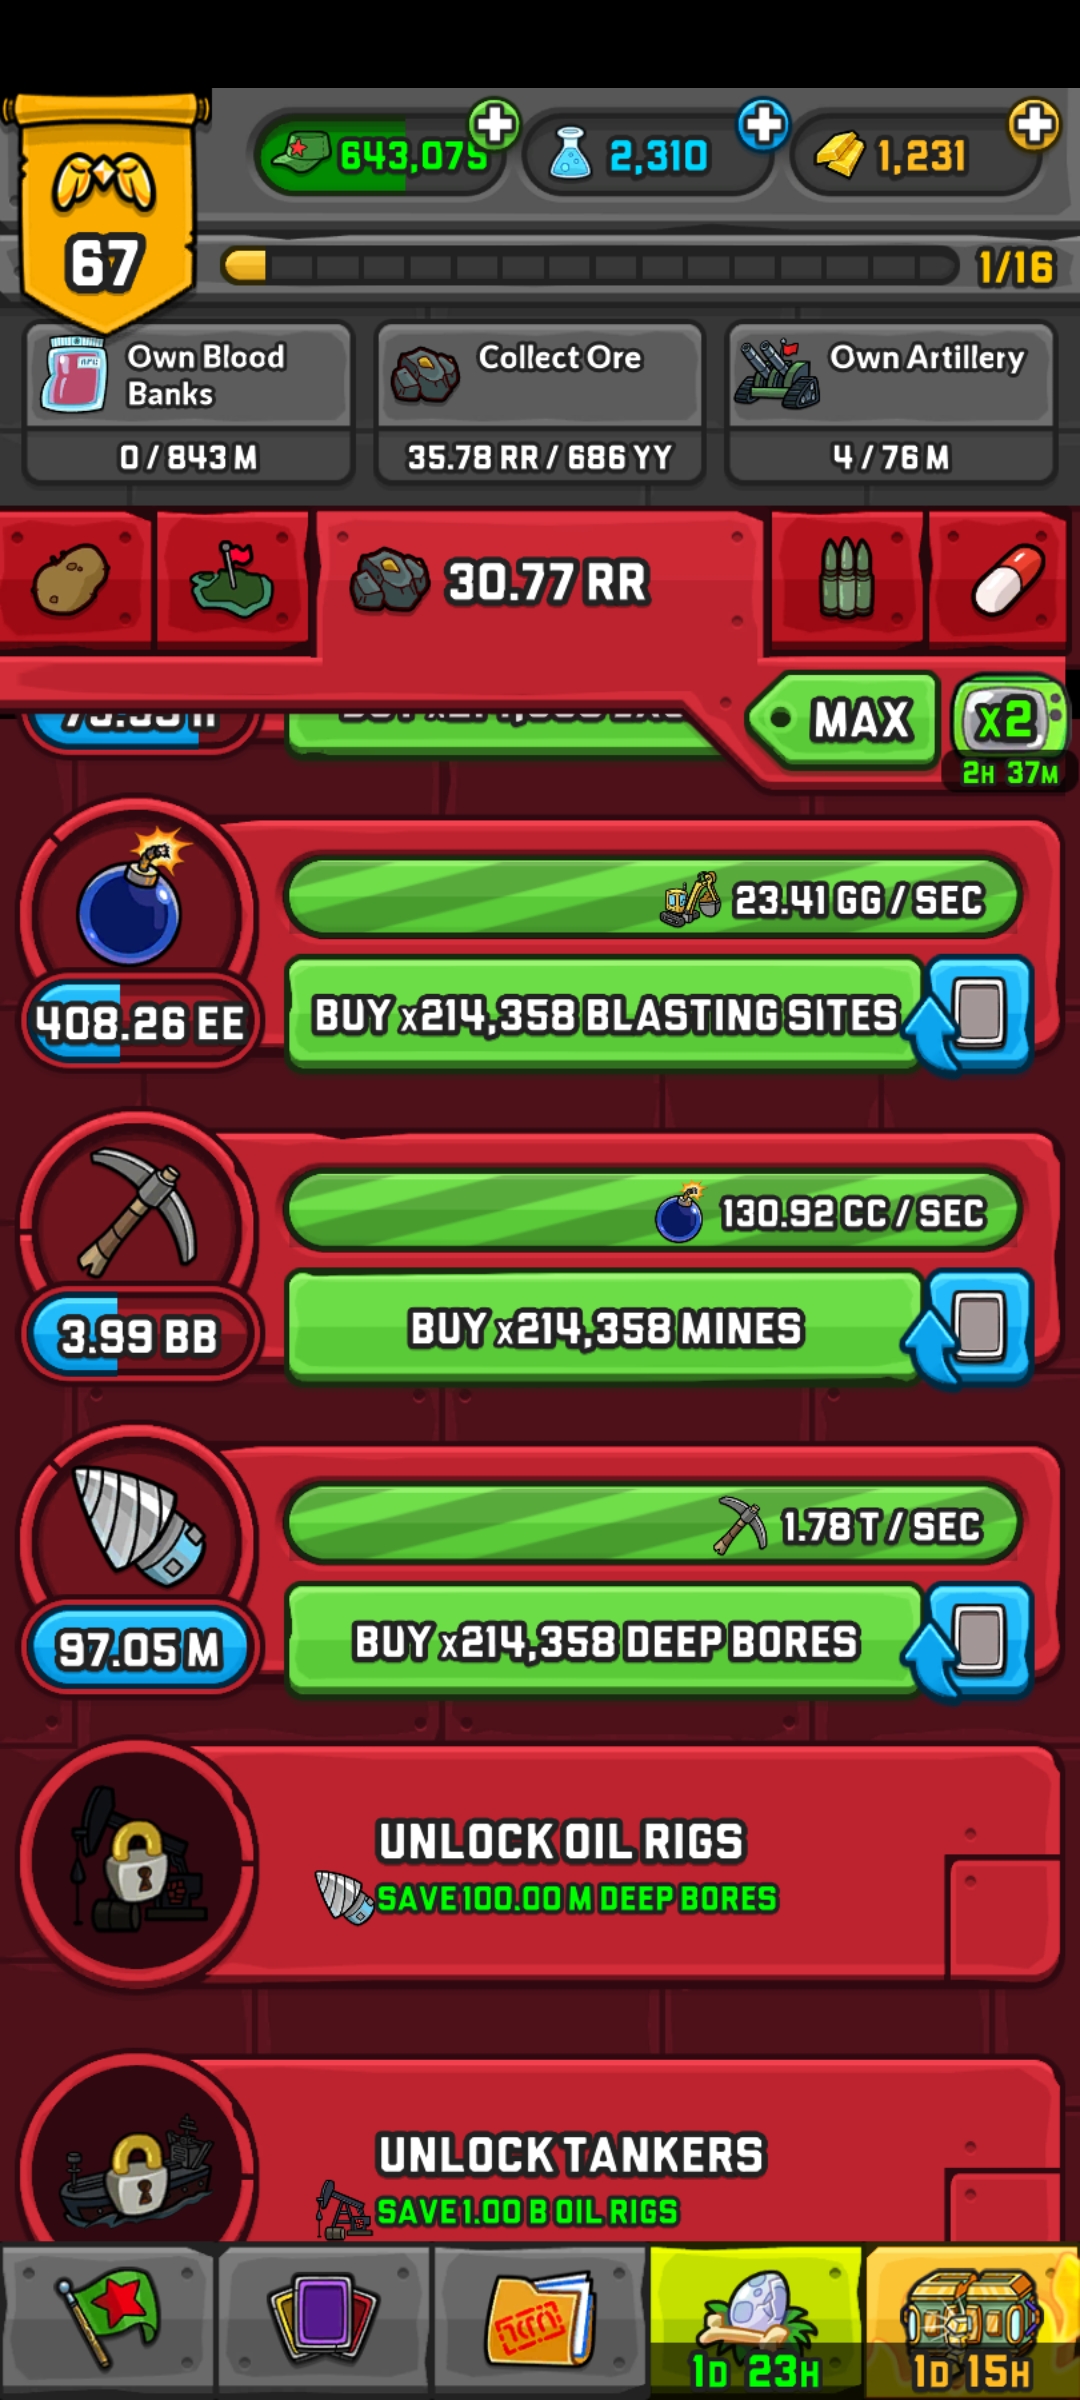 643,075
2,310
1,231
67
1/16
Own Blood
Banks
Collect Ore
Own Artillery
0 / 843 M
35.78 RR / 686 YY
4 / 76 M
30.77 RR
MAX
x2
2H 37M
23.41 GG / SEC
408.26 EE
BUY x214,358 BLASTING SITES
130.92 CC / SEC
3.99 BB
BUY x214,358 MINES
1.78 T / SEC
97.05 M
BUY x214,358 DEEP BORES
UNLOCK OIL RIGS
SAVE 100.00 M DEEP BORES
UNLOCK TANKERS
SAVE 1.00 B OIL RIGS
1D 23H
1D 15H